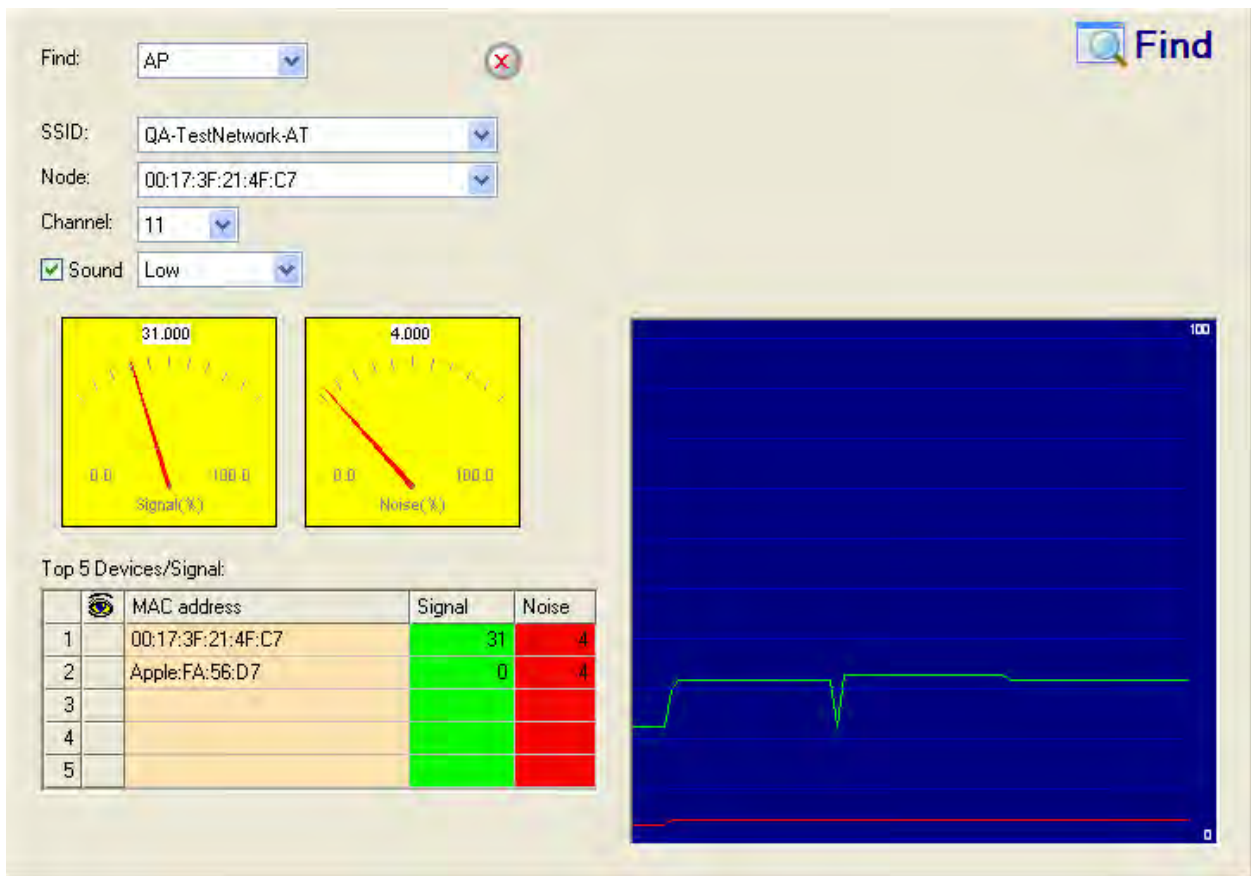 Find:
AP
Find
SSID:
QA-TestNetwork-AT
Node:
00:17:3F:21:4F:C7
Channel:
11
Sound
Low
31.000
0.0
100.0
Signal(%)
4.000
0.0
100.0
Noise(%)
100
0
Top 5 Devices/Signal:
MAC address Signal Noise
1 00:17:3F:21:4F:C7 31 4
2 Apple:FA:56:D7 0 4
3
4
5